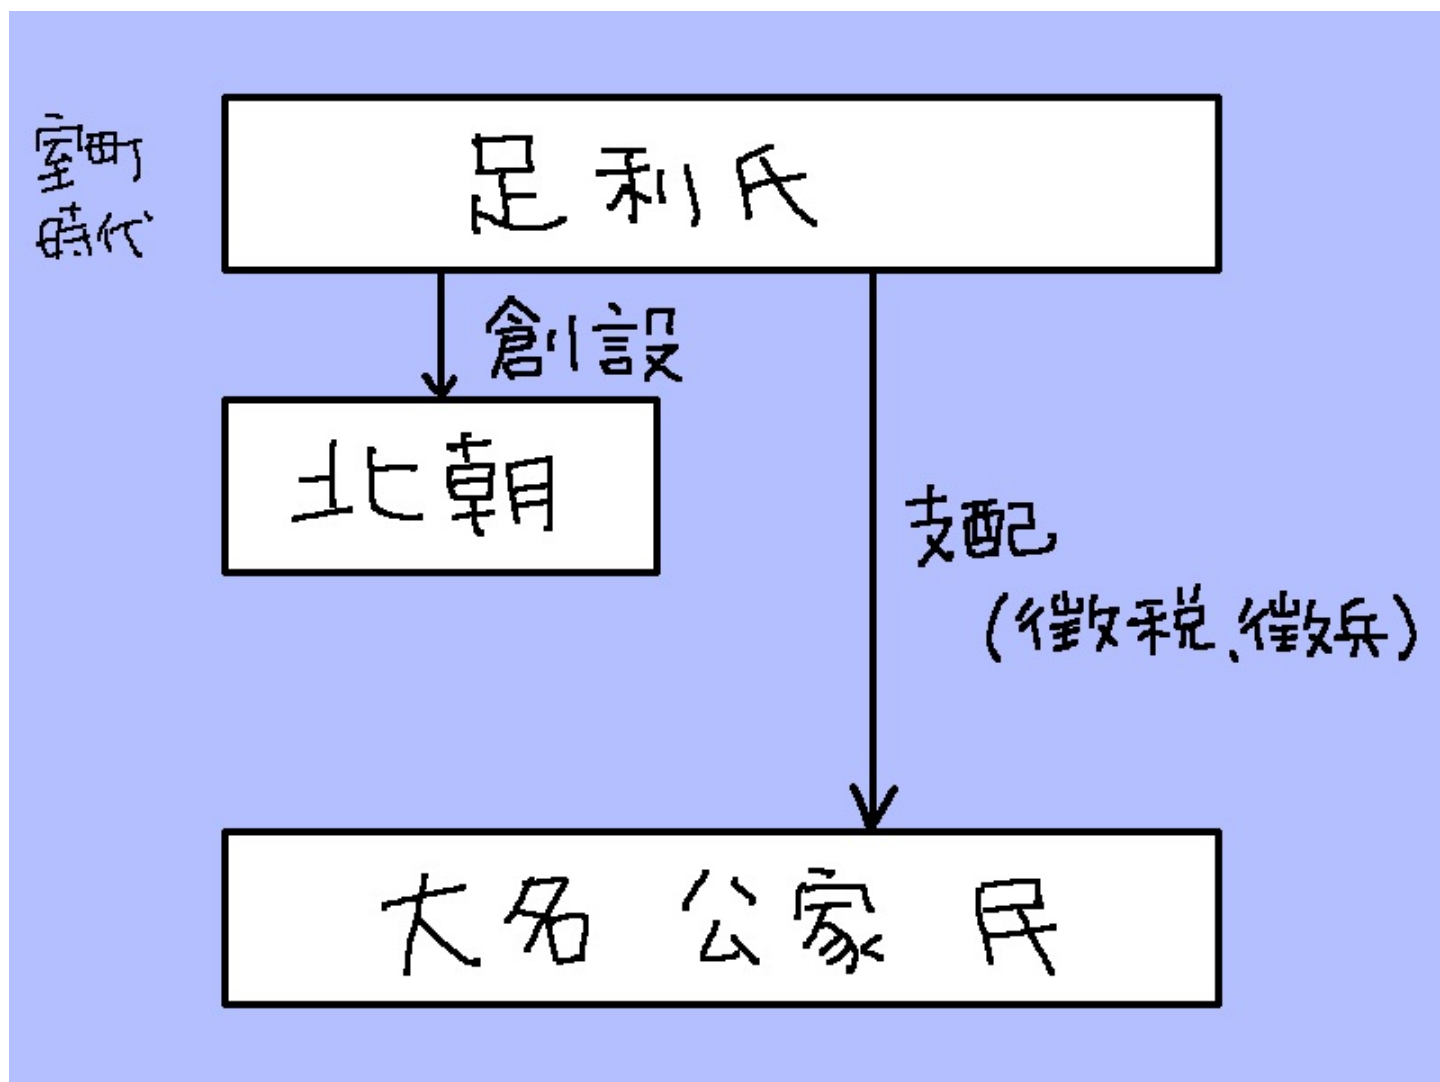 室町
時代
足利氏
創設
北朝
支配
(徴税、徴兵)
大名 公家 民